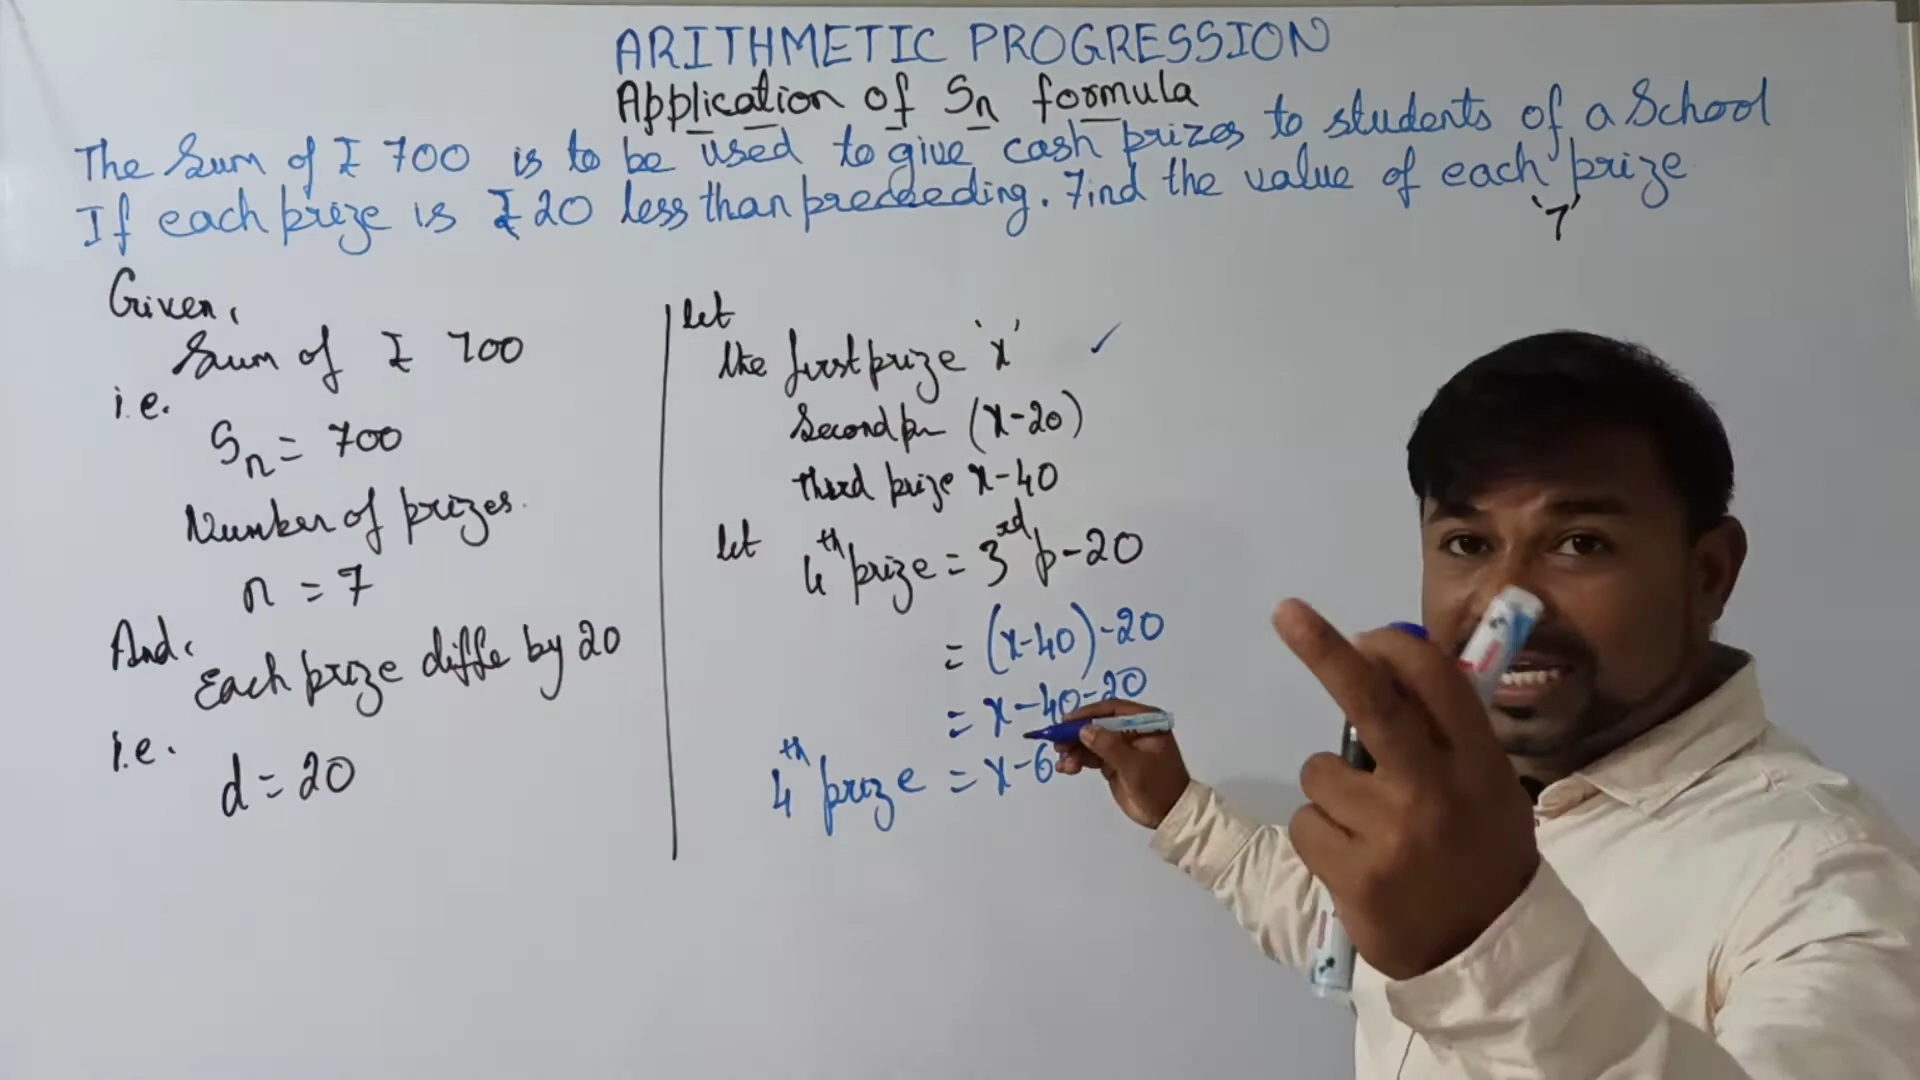 ARITHMETIC PROGRESSION
Application of Sn formula
The Sum of ₹ 700 is to be used to give cash prizes to students of a School
If each prize is ₹ 20 less than preceeding. Find the value of each prize
'7'
Given,
Sum of ₹ 700
i.e.
Sn = 700
Number of prizes.
n = 7
And,
Each prize diffe by 20
i.e.
d = 20
let
the first prize 'x' ✓
Second pr (x-20)
third prize x-40
let 4th prize = 3rd p-20
= (x-40)-20
= x-40-20
4th prize = x-6